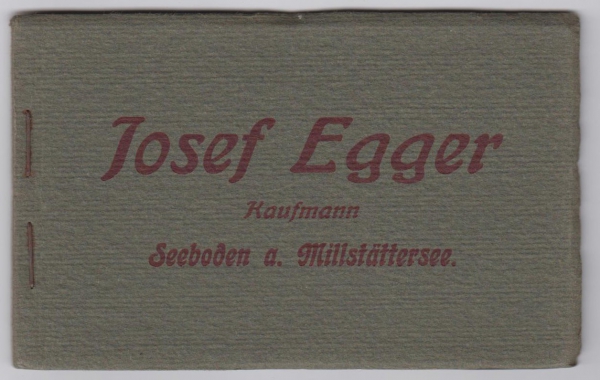 Josef Egger
Kaufmann
Seeboden a. Millstättersee.